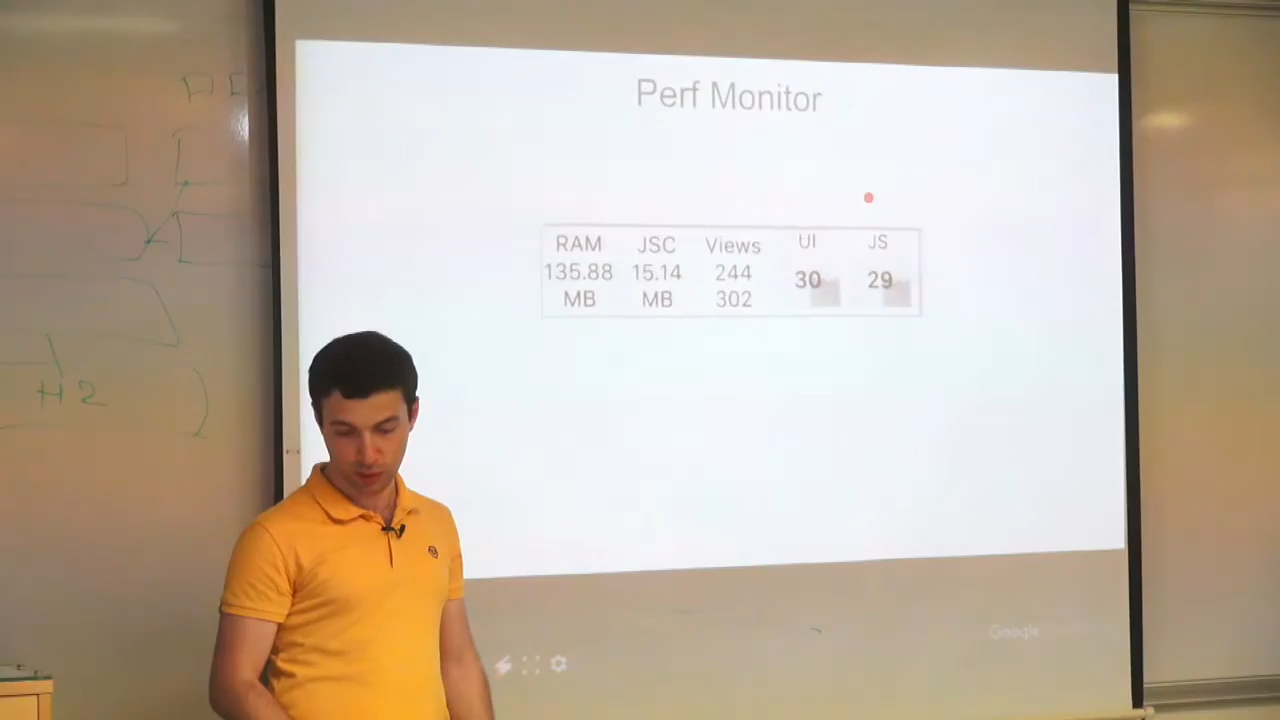 Perf Monitor
RAM JSC Views UI JS
135.88 15.14 244 30 29
MB MB 302
H2
Google